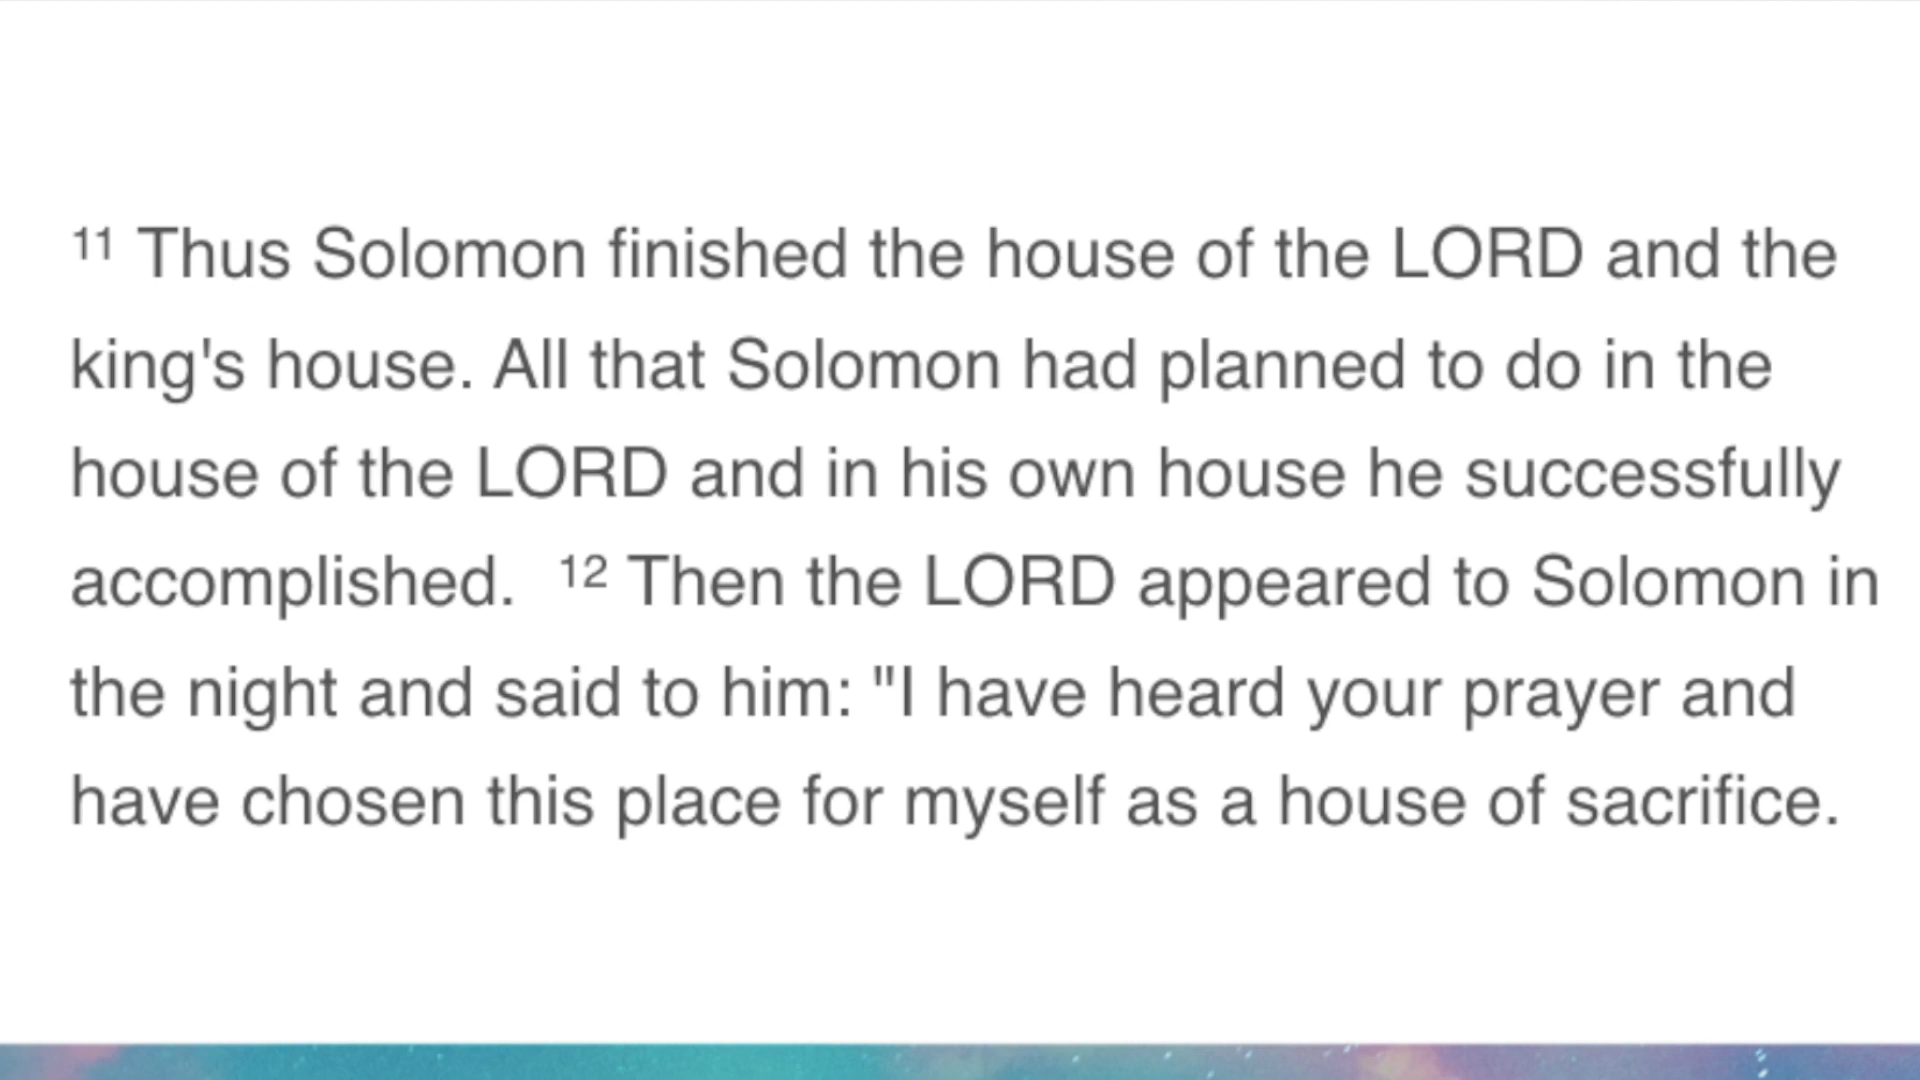 11 Thus Solomon finished the house of the LORD and the
king's house. All that Solomon had planned to do in the
house of the LORD and in his own house he successfully
accomplished. 12 Then the LORD appeared to Solomon in
the night and said to him: "I have heard your prayer and
have chosen this place for myself as a house of sacrifice.